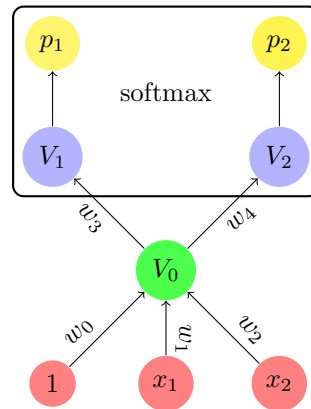 p₁ p₂
softmax
V₁ V₂
w₃ w₄
V₀
w₀ w₁ w₂
1 x₁ x₂